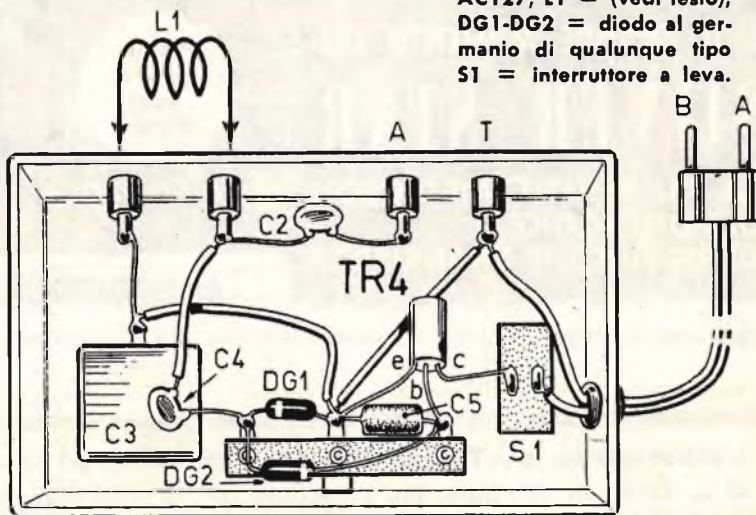 AC127; L1 = (vedi testo);
DG1-DG2 = diodo al ger-
manio di qualunque tipo
S1 = interruttore a leva.
L1
B A
A T
C2
TR4
C4
e c
DG1
b
C5
C3
S1
DG2